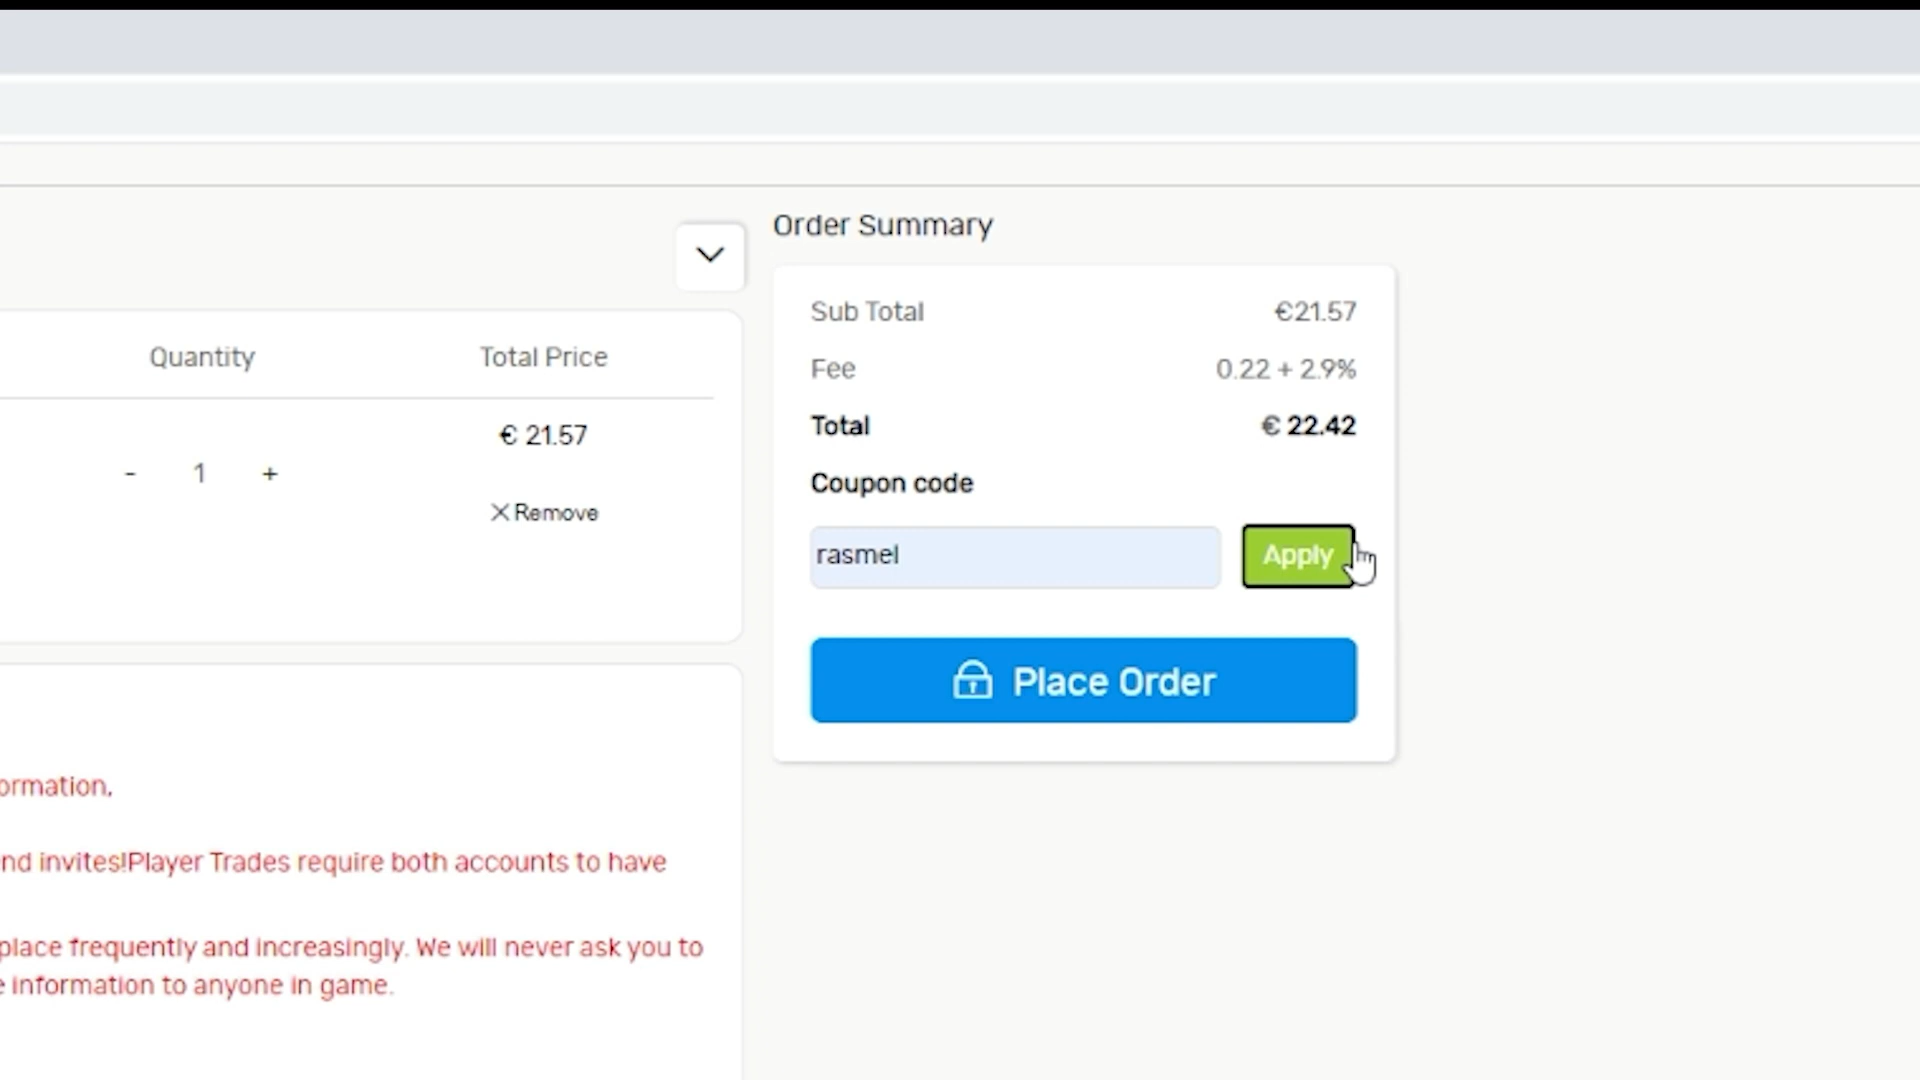 Order Summary
Sub Total €21.57
Fee 0.22 + 2.9%
Total € 22.42
Coupon code
rasmel Apply
Place Order
Quantity Total Price
€ 21.57
- 1 +
Remove
ormation,
nd invites!Player Trades require both accounts to have
place frequently and increasingly. We will never ask you to
e information to anyone in game.